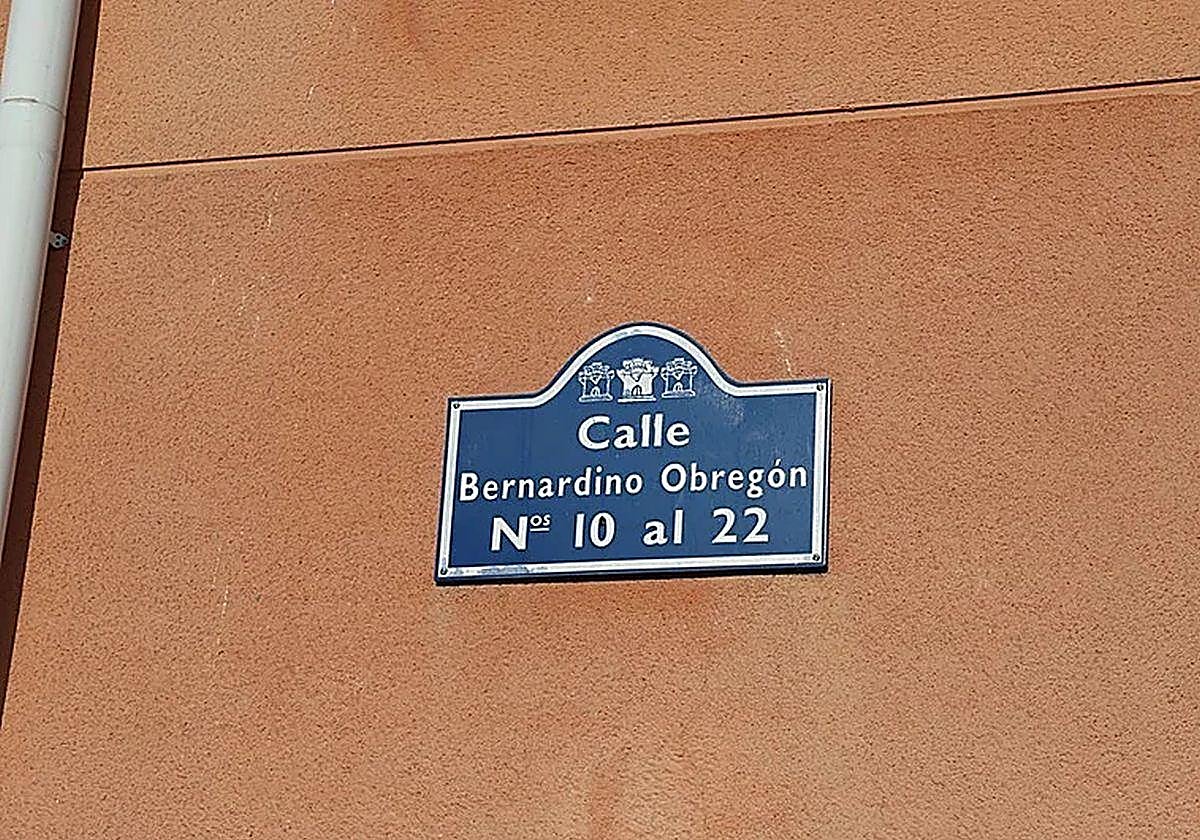 Calle
Bernardino Obregón
Nos 10 al 22